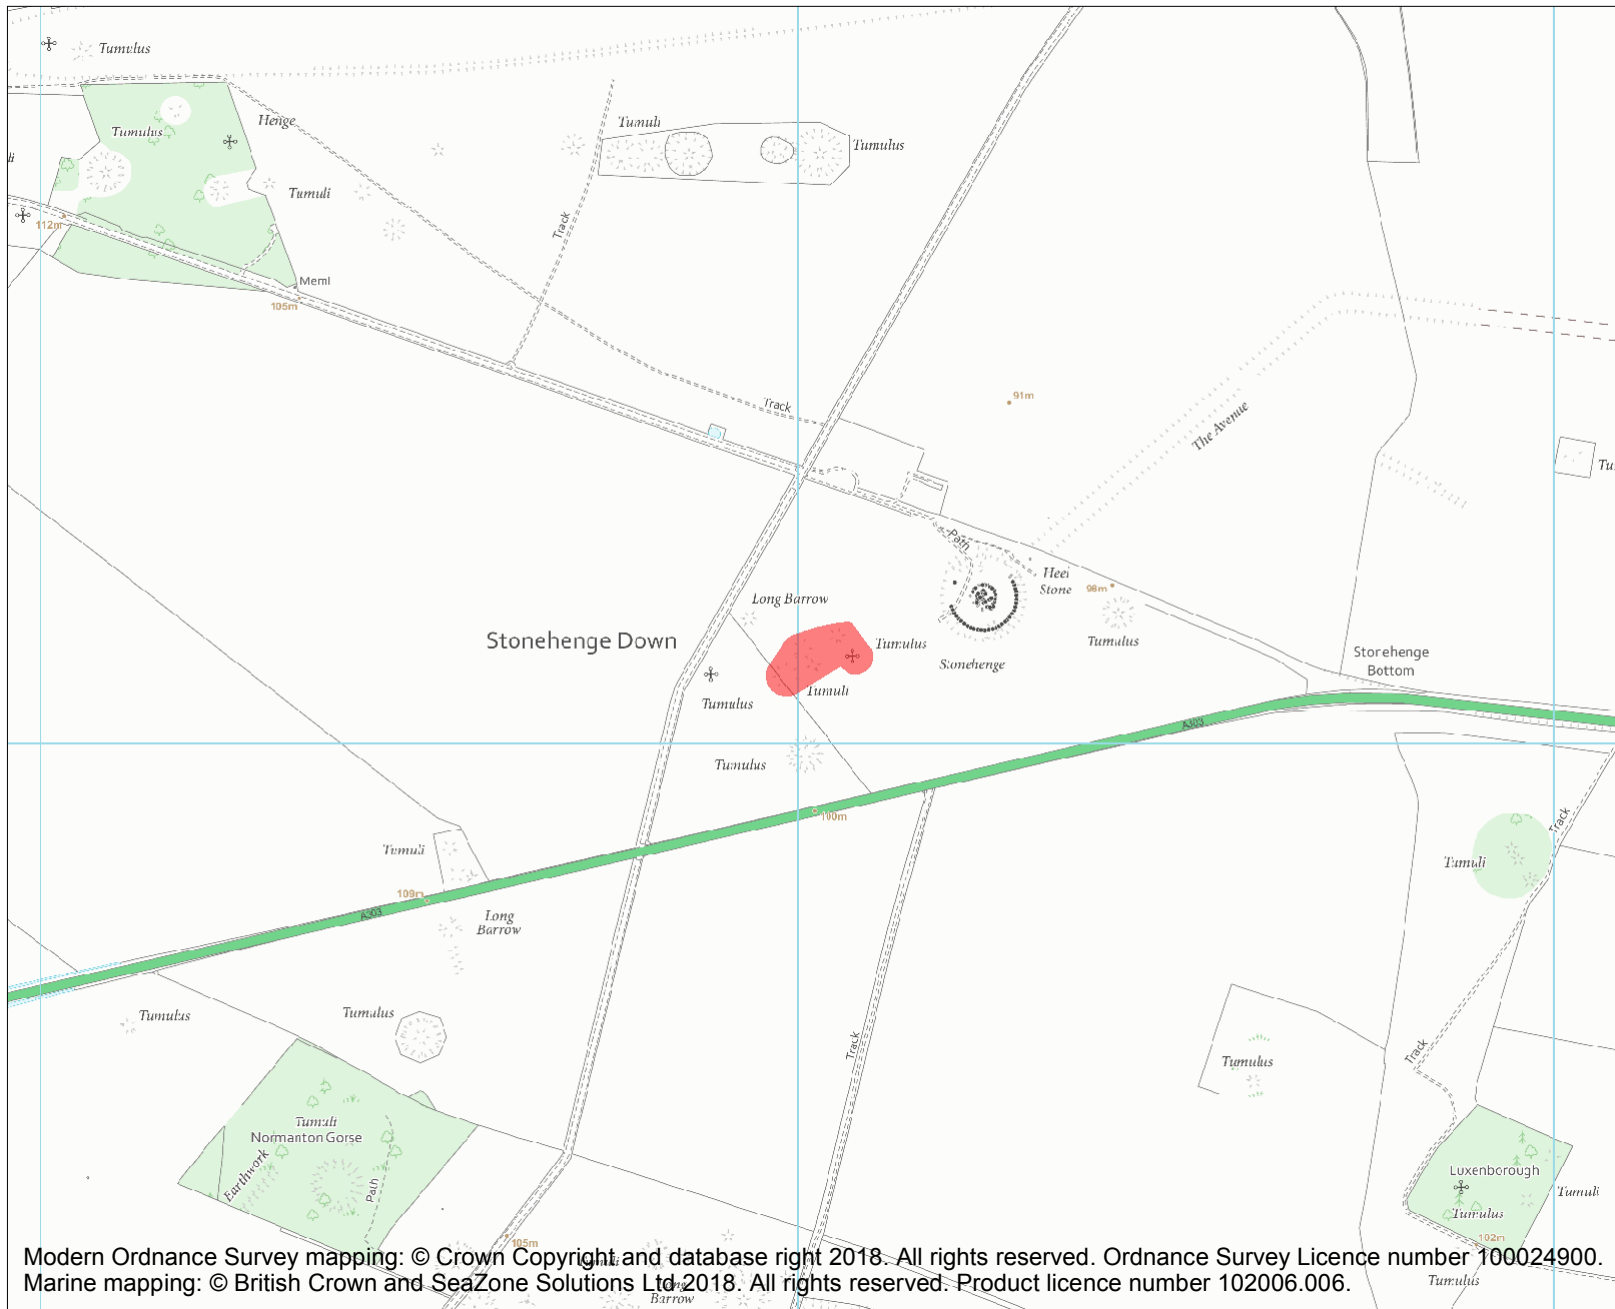 Tumulus
Henge
Tumulus
Tumuli
Tumulus
Tumuli
Track
112m
Meml
105m
91m
Track
The Avenue
Path
Heel
Stone
98m
Long Barrow
Stonehenge Down
Tumulus
Tumulus
Stonehenge
Stonehenge
Bottom
Tumuli
Tumulus
A303
Tumulus
100m
Track
Tumuli
Tumuli
109m
A303
Long
Barrow
Tumulus
Tumulus
Track
Track
Tumulus
Tumuli
Normanton Gorse
Earthwork
Path
Luxenborough
Tumuli
Tumulus
102m
105m
Modern Ordnance Survey mapping: © Crown Copyright and database right 2018. All rights reserved. Ordnance Survey Licence number 100024900.
Tumuli
Marine mapping: © British Crown and SeaZone Solutions Ltd 2018. All rights reserved. Product licence number 102006.006.
Tumulus
Long
Barrow